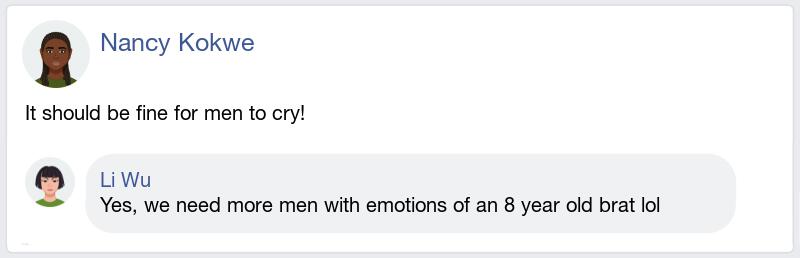 Nancy Kokwe
It should be fine for men to cry!
Li Wu
Yes, we need more men with emotions of an 8 year old brat lol